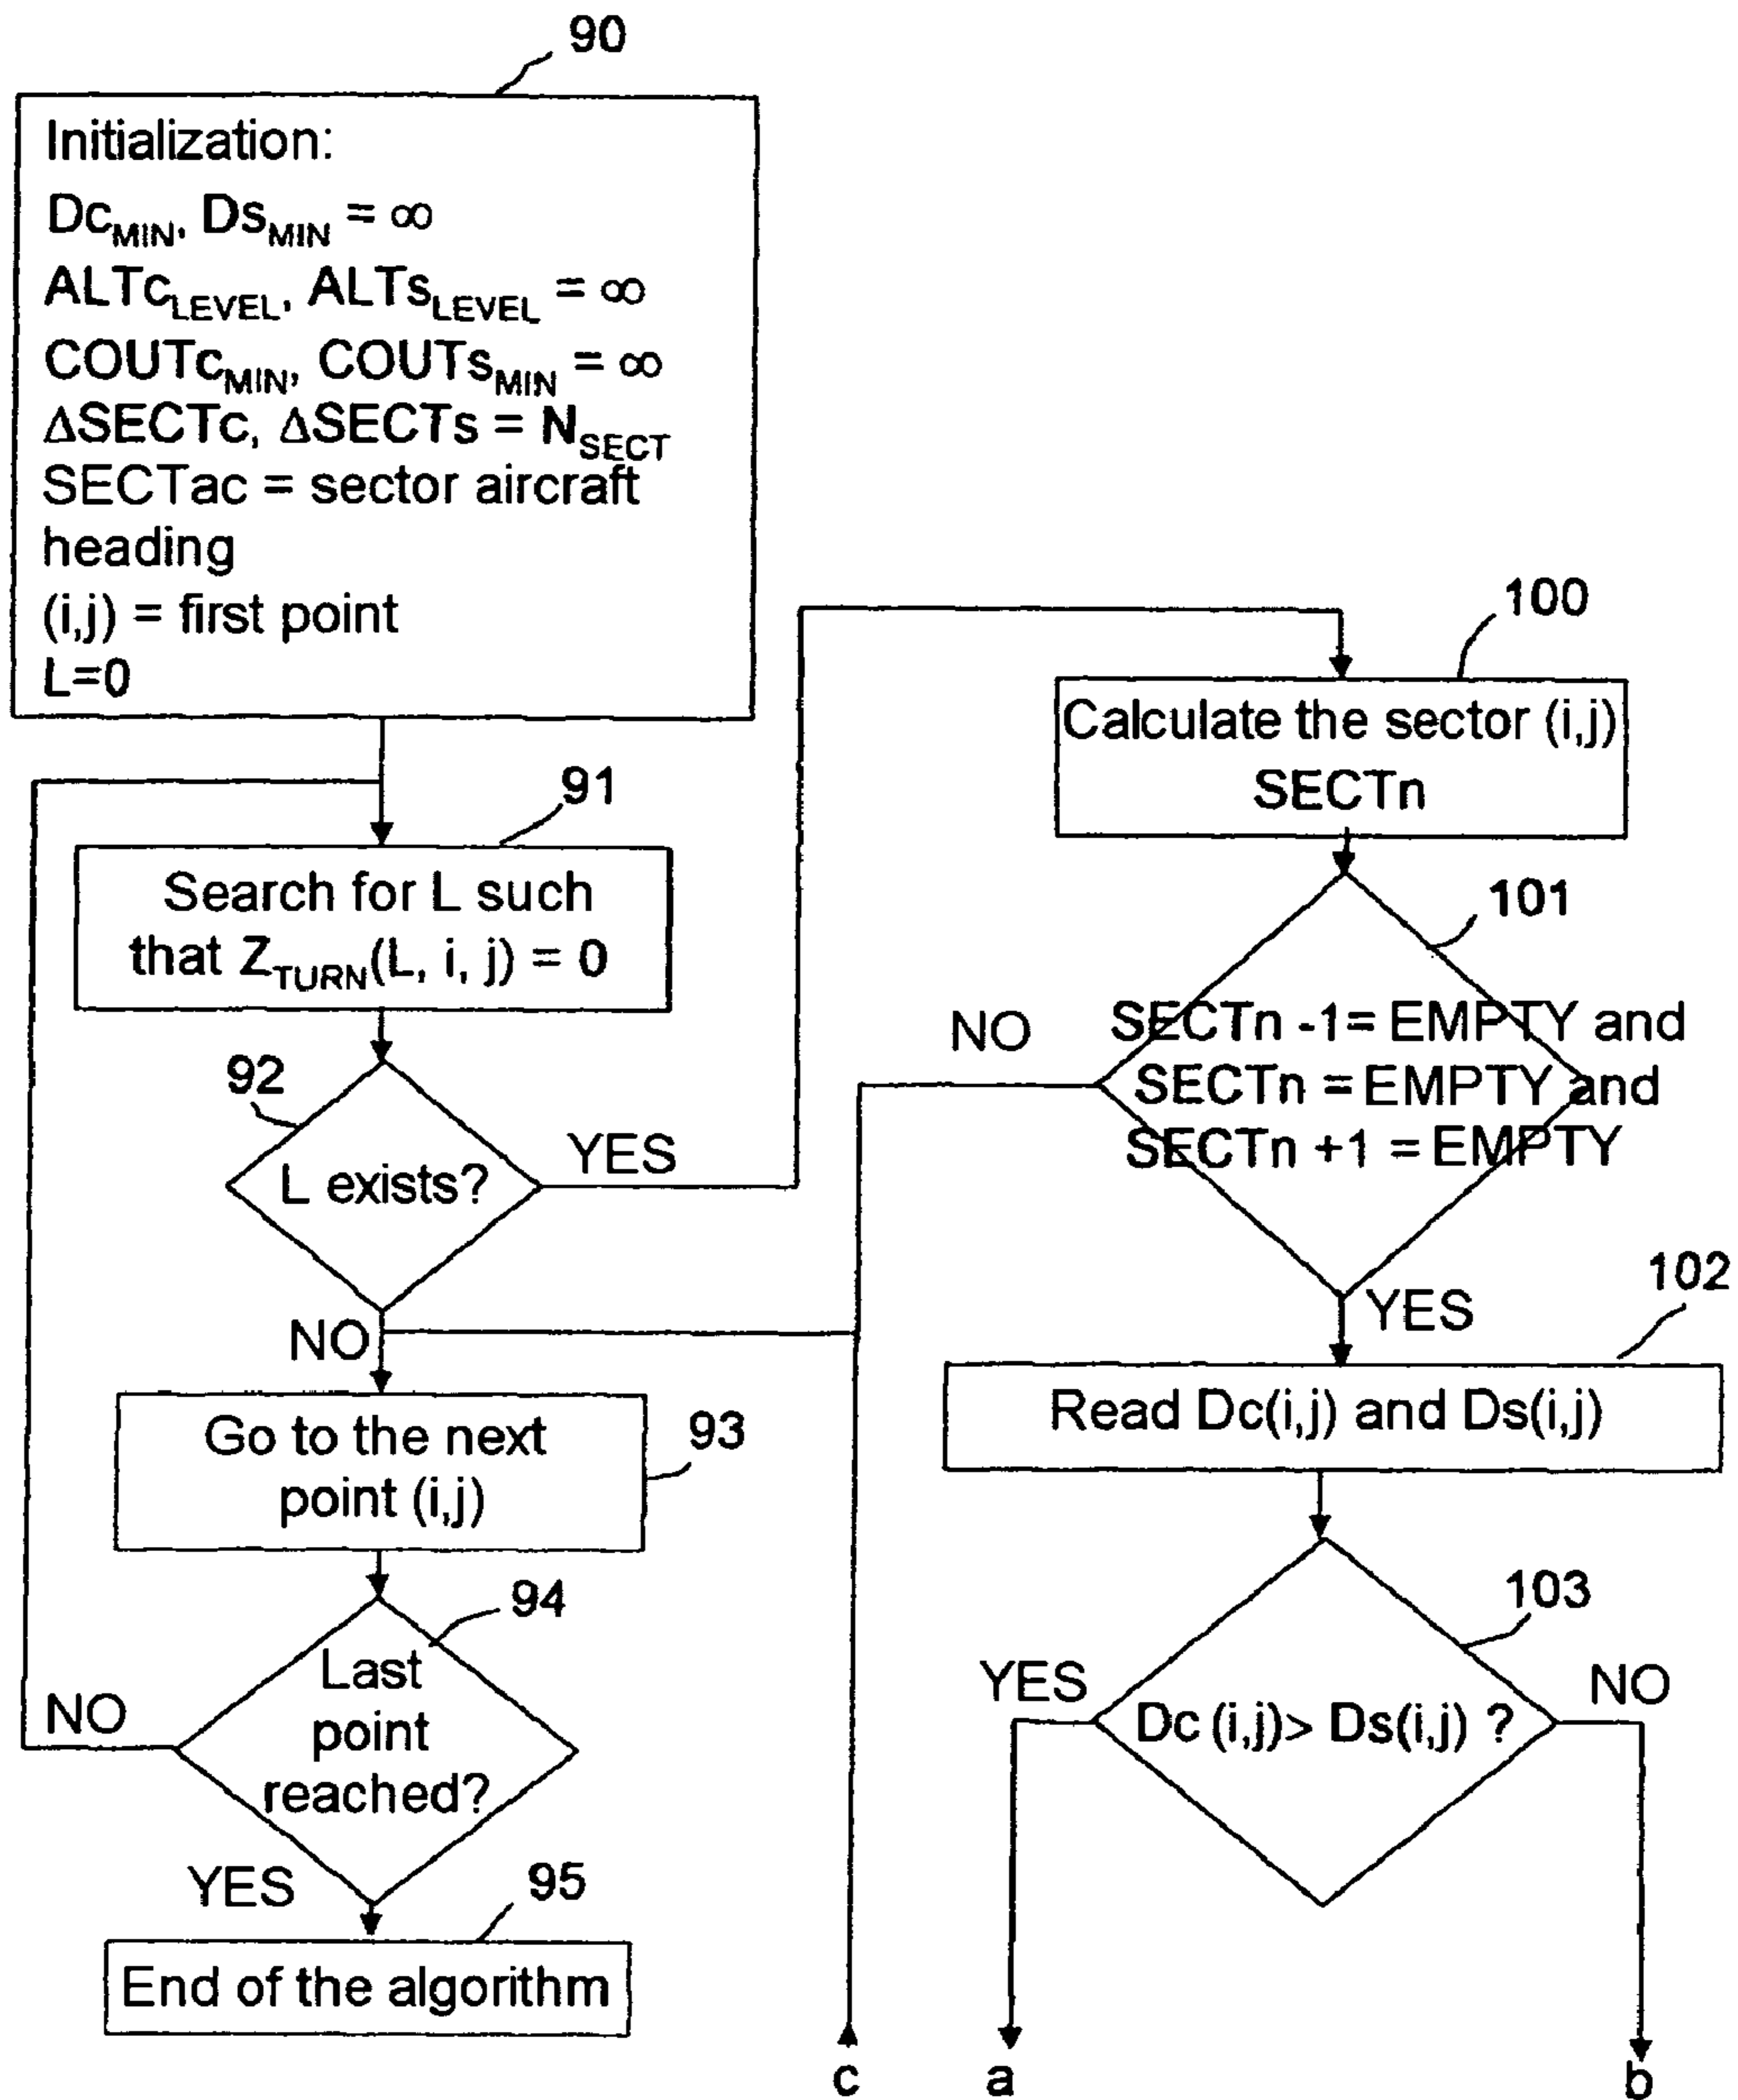 90
Initialization:
Dc_MIN, Ds_MIN = ∞
ALTc_LEVEL, ALTs_LEVEL = ∞
COUTc_MIN, COUTs_MIN = ∞
ΔSECTc, ΔSECTs = N_SECT
SECTac = sector aircraft
heading
(i,j) = first point
L=0
91
Search for L such
that Z_TURN(L, i, j) = 0
92
L exists?
YES
NO
93
Go to the next
point (i,j)
94
Last
point
reached?
NO
YES
95
End of the algorithm
100
Calculate the sector (i,j)
SECTn
101
SECTn -1= EMPTY and
SECTn = EMPTY and
SECTn +1 = EMPTY
NO
YES
102
Read Dc(i,j) and Ds(i,j)
103
YES
Dc (i,j)> Ds(i,j) ?
NO
c
a
b